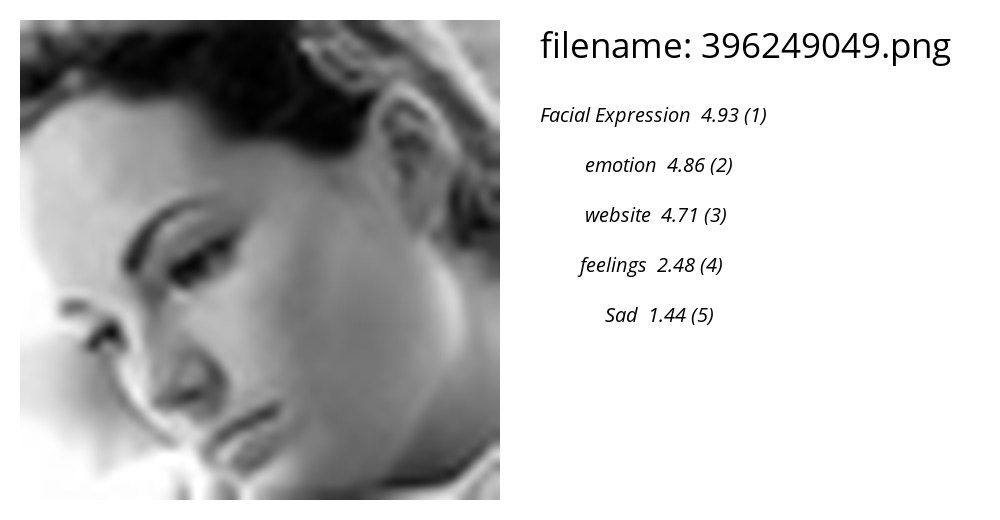 filename: 396249049.png
Facial Expression 4.93 (1)
emotion 4.86 (2)
website 4.71 (3)
feelings 2.48 (4)
Sad 1.44 (5)